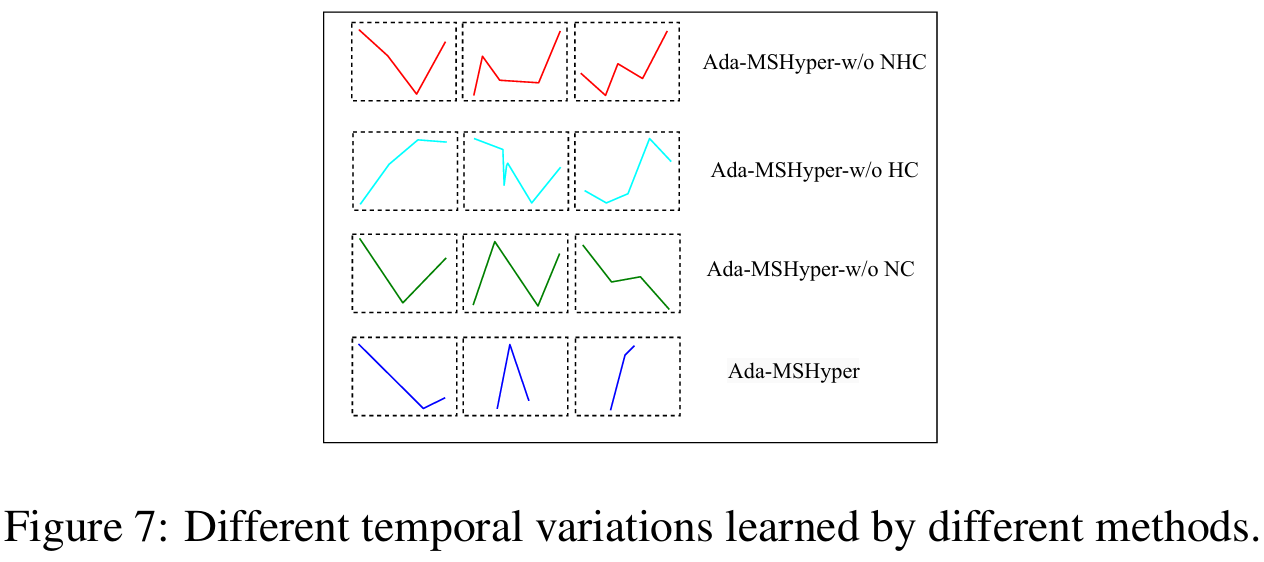 Ada-MSHyper-w/o NHC
Ada-MSHyper-w/o HC
Ada-MSHyper-w/o NC
Ada-MSHyper
Figure 7: Different temporal variations learned by different methods.